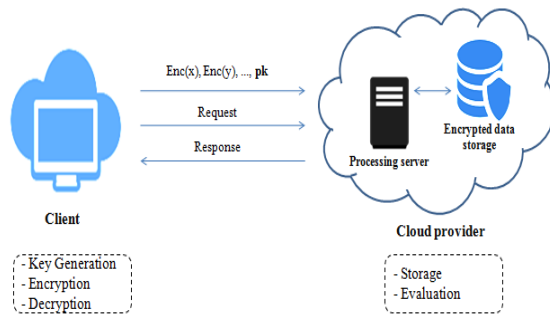 Enc(x), Enc(y), ..., pk
Request
Response
Processing server
Encrypted data
storage
Client
Cloud provider
- Key Generation
- Encryption
- Decryption
- Storage
- Evaluation